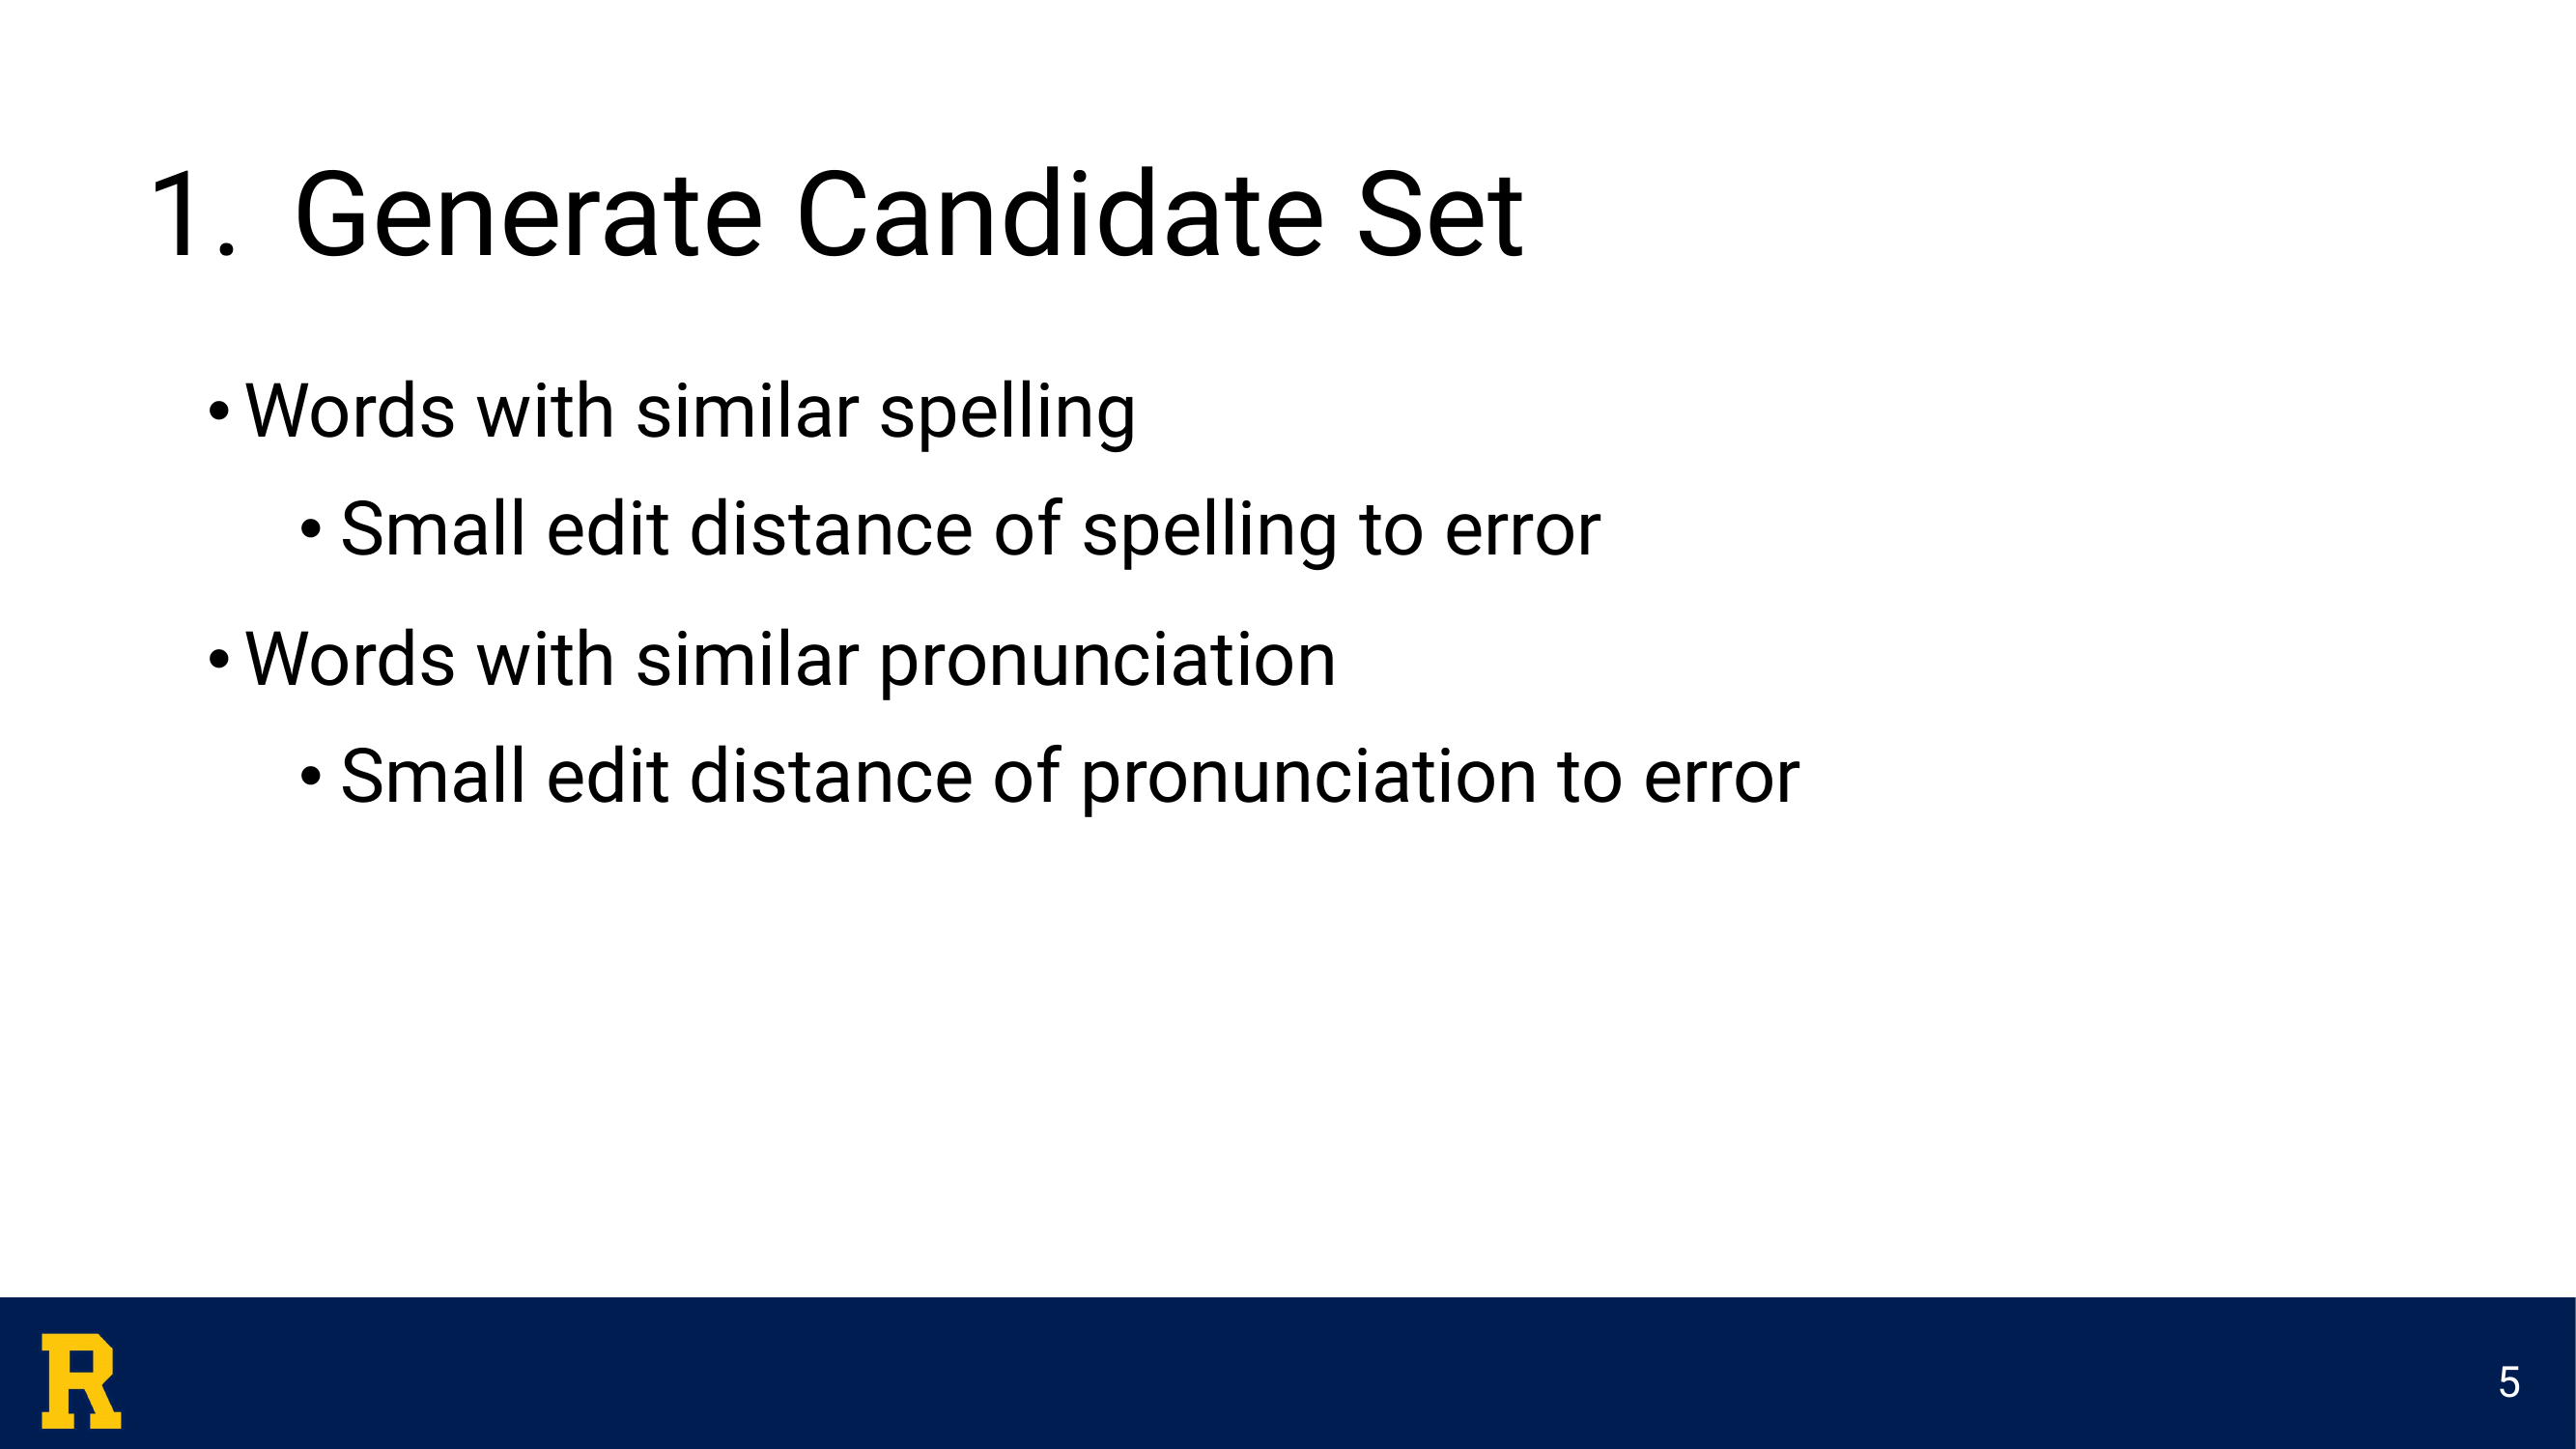 1. Generate Candidate Set
• Words with similar spelling
• Small edit distance of spelling to error
• Words with similar pronunciation
• Small edit distance of pronunciation to error
R
5